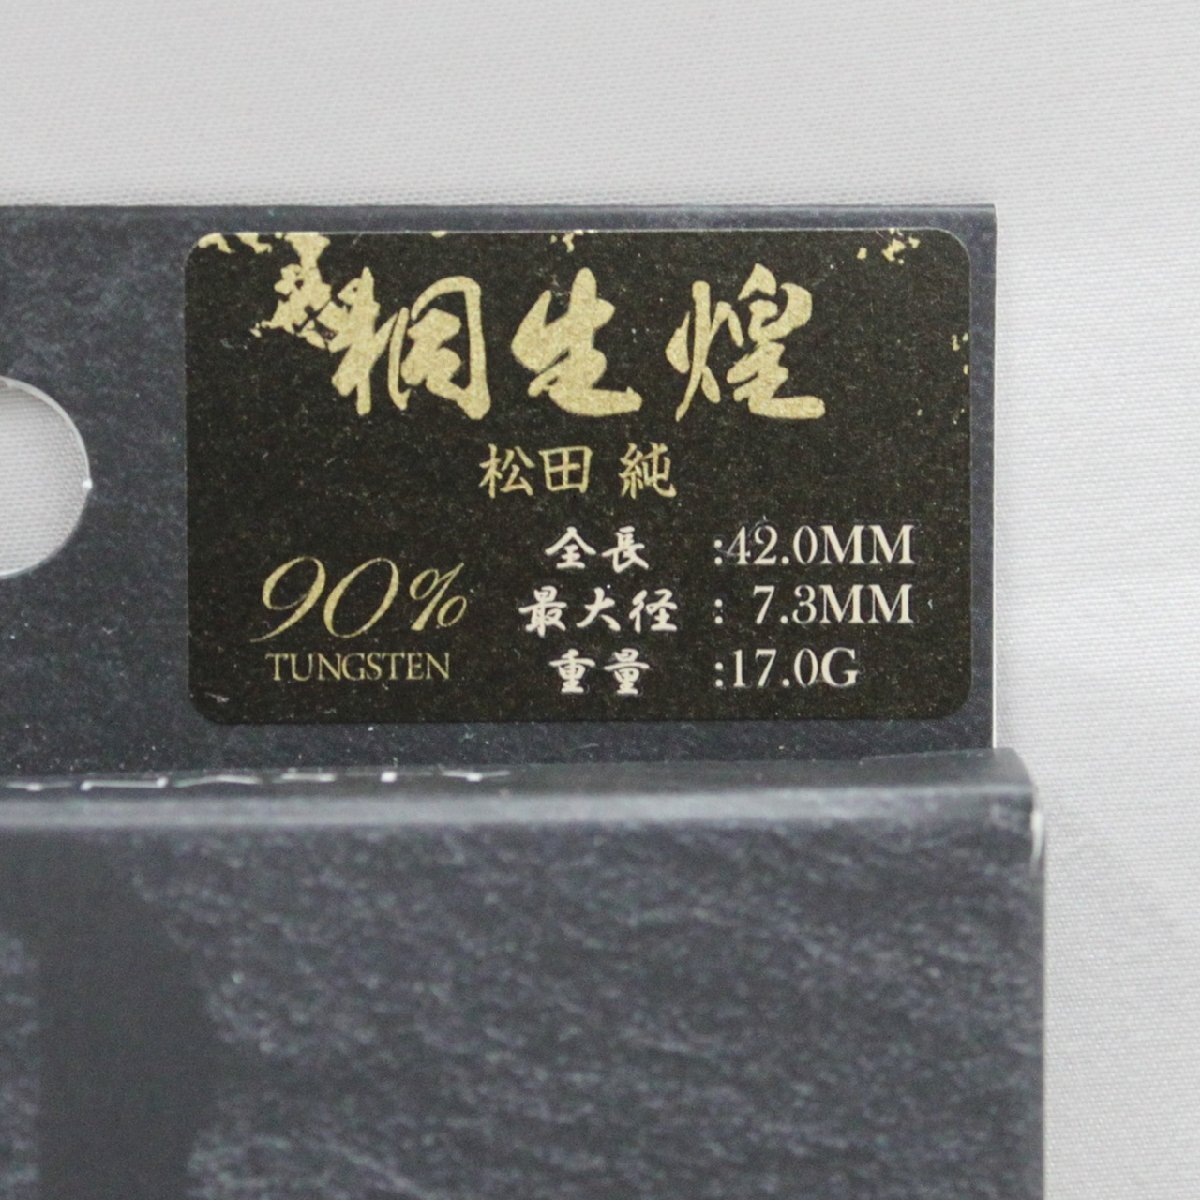 桐生煌
松田 純
全長 :42.0MM
最大径 : 7.3MM
重量 :17.0G
90%
TUNGSTEN